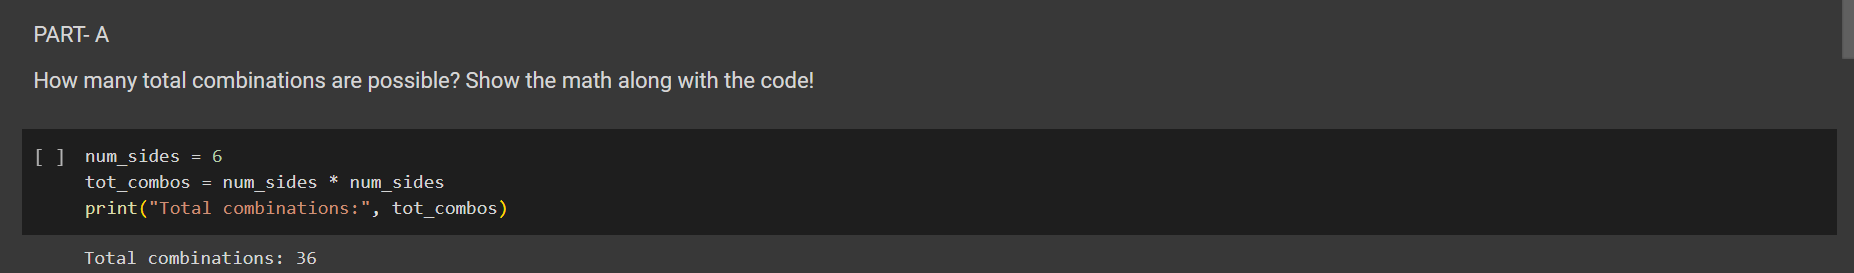 PART- A
How many total combinations are possible? Show the math along with the code!
[ ] num_sides = 6
tot_combos = num_sides * num_sides
print("Total combinations:", tot_combos)
Total combinations: 36